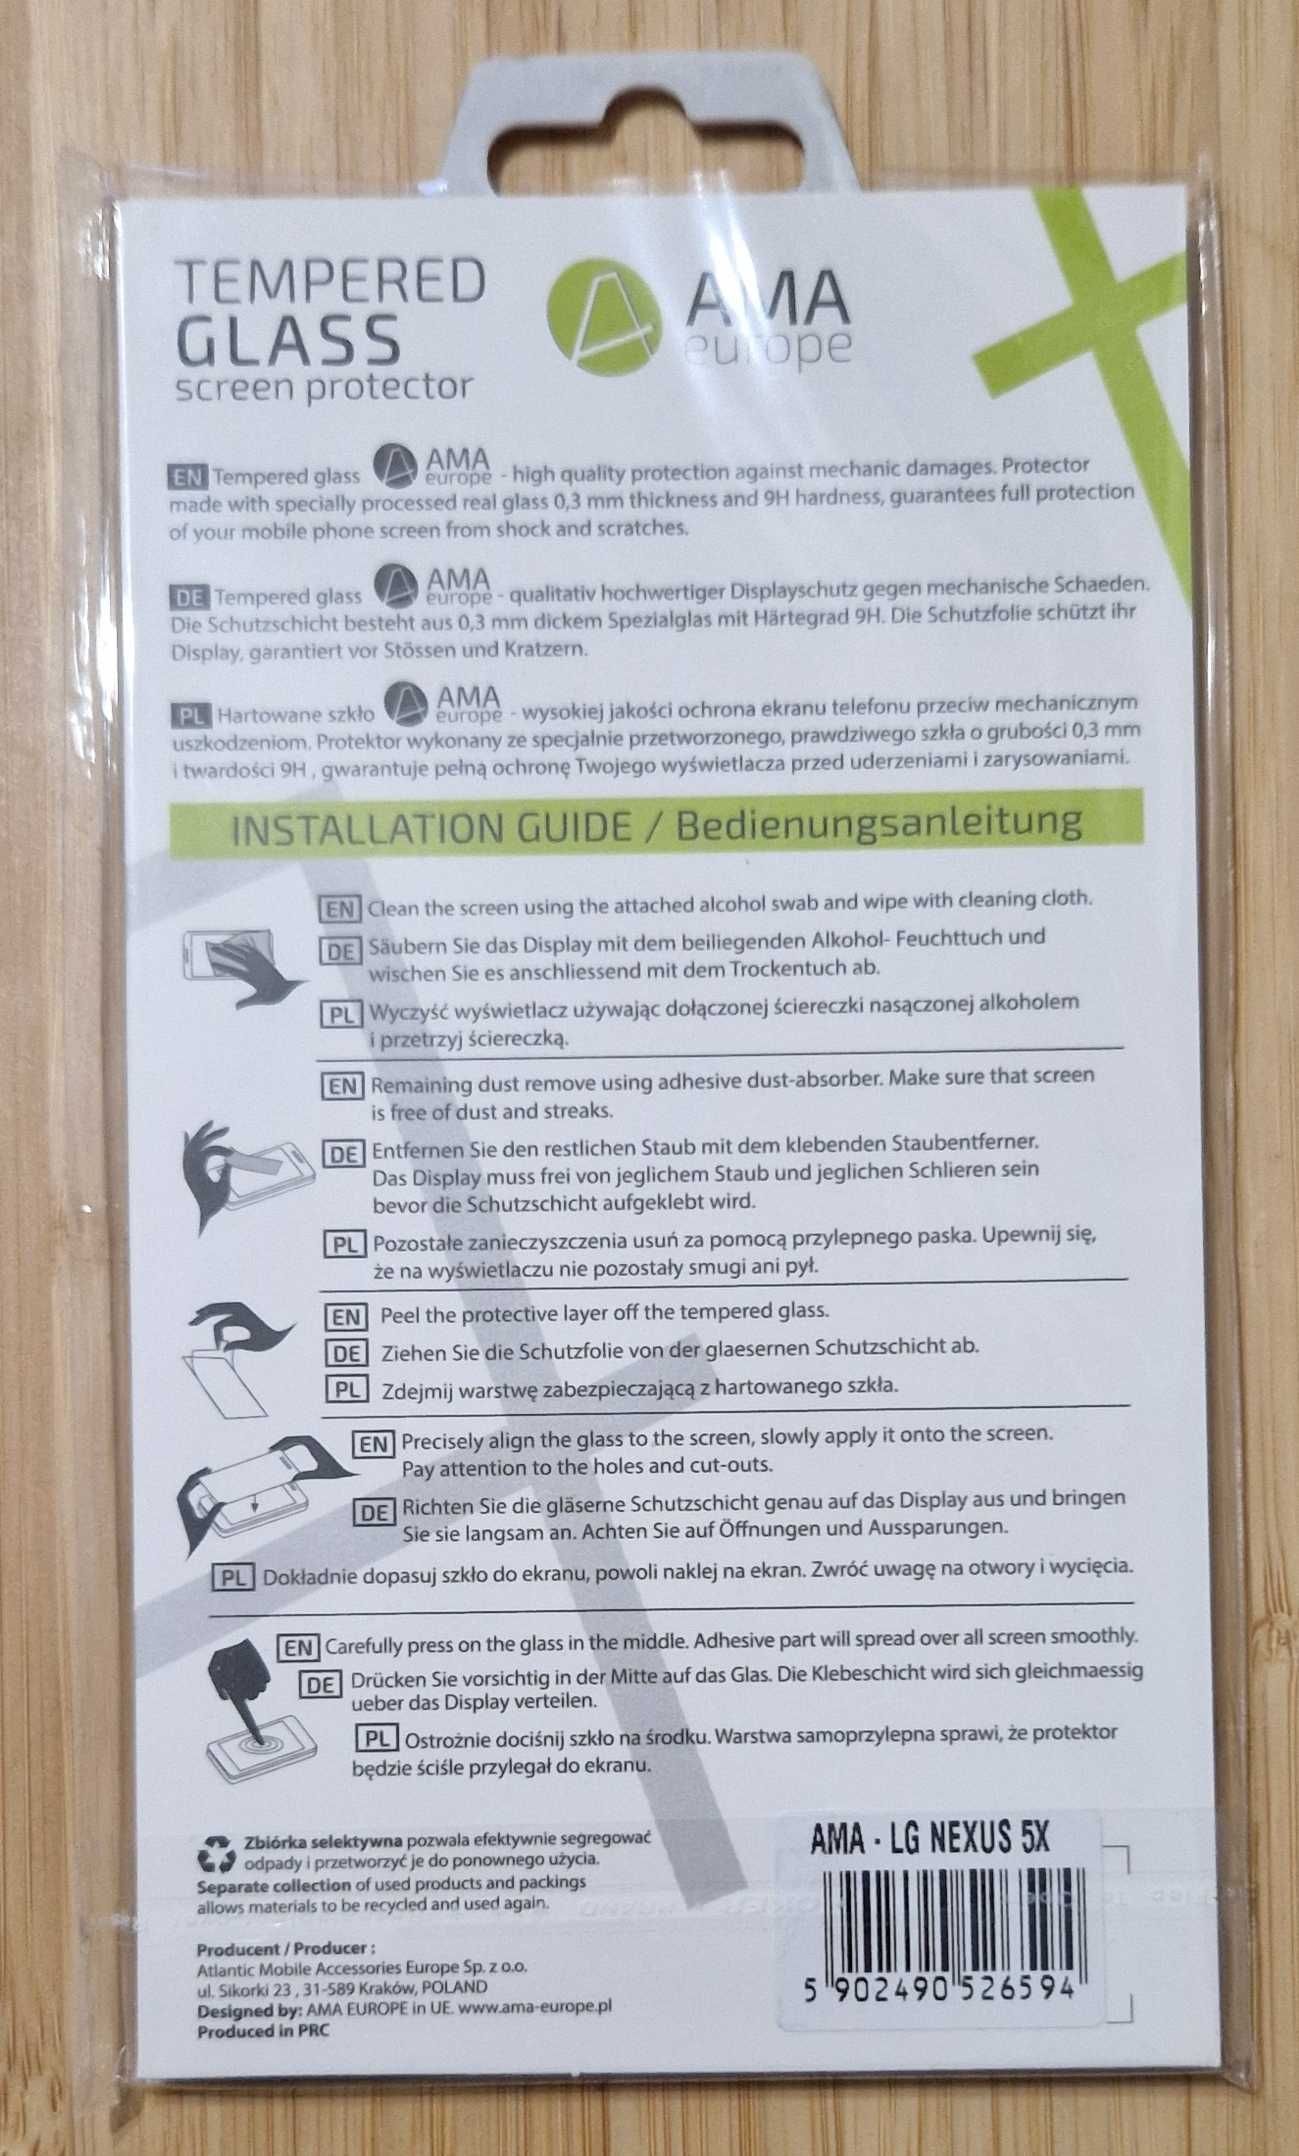 TEMPERED
GLASS
screen protector
AMA
europe
EN Tempered glass AMA europe - high quality protection against mechanic damages. Protector
made with specially processed real glass 0,3 mm thickness and 9H hardness, guarantees full protection
of your mobile phone screen from shock and scratches.
DE Tempered glass AMA europe - qualitativ hochwertiger Displayschutz gegen mechanische Schaeden.
Die Schutzschicht besteht aus 0,3 mm dickem Spezialglas mit Härtegrad 9H. Die Schutzfolie schützt ihr
Display, garantiert vor Stössen und Kratzern.
PL Hartowane szkło AMA europe - wysokiej jakości ochrona ekranu telefonu przeciw mechanicznym
uszkodzeniom. Protektor wykonany ze specjalnie przetworzonego, prawdziwego szkła o grubości 0,3 mm
i twardości 9H , gwarantuje pełną ochronę Twojego wyświetlacza przed uderzeniami i zarysowaniami.
INSTALLATION GUIDE / Bedienungsanleitung
EN Clean the screen using the attached alcohol swab and wipe with cleaning cloth.
DE Säubern Sie das Display mit dem beiliegenden Alkohol- Feuchttuch und
wischen Sie es anschliessend mit dem Trockentuch ab.
PL Wyczyść wyświetlacz używając dołączonej ściereczki nasączonej alkoholem
i przetrzyj ściereczką.
EN Remaining dust remove using adhesive dust-absorber. Make sure that screen
is free of dust and streaks.
DE Entfernen Sie den restlichen Staub mit dem klebenden Staubentferner.
Das Display muss frei von jeglichem Staub und jeglichen Schlieren sein
bevor die Schutzschicht aufgeklebt wird.
PL Pozostałe zanieczyszczenia usuń za pomocą przylepnego paska. Upewnij się,
że na wyświetlaczu nie pozostały smugi ani pył.
EN Peel the protective layer off the tempered glass.
DE Ziehen Sie die Schutzfolie von der glaesernen Schutzschicht ab.
PL Zdejmij warstwę zabezpieczającą z hartowanego szkła.
EN Precisely align the glass to the screen, slowly apply it onto the screen.
Pay attention to the holes and cut-outs.
DE Richten Sie die gläserne Schutzschicht genau auf das Display aus und bringen
Sie sie langsam an. Achten Sie auf Öffnungen und Aussparungen.
PL Dokładnie dopasuj szkło do ekranu, powoli naklej na ekran. Zwróć uwagę na otwory i wycięcia.
EN Carefully press on the glass in the middle. Adhesive part will spread over all screen smoothly.
DE Drücken Sie vorsichtig in der Mitte auf das Glas. Die Klebeschicht wird sich gleichmaessig
ueber das Display verteilen.
PL Ostrożnie dociśnij szkło na środku. Warstwa samoprzylepna sprawi, że protektor
będzie ściśle przylegał do ekranu.
Zbiórka selektywna pozwala efektywnie segregować
odpady i przetworzyć je do ponownego użycia.
Separate collection of used products and packings
allows materials to be recycled and used again.
Producent / Producer :
Atlantic Mobile Accessories Europe Sp. z o.o.
ul. Sikorki 23 , 31-589 Kraków, POLAND
Designed by: AMA EUROPE in UE. www.ama-europe.pl
Produced in PRC
AMA - LG NEXUS 5X
5 902490 526594